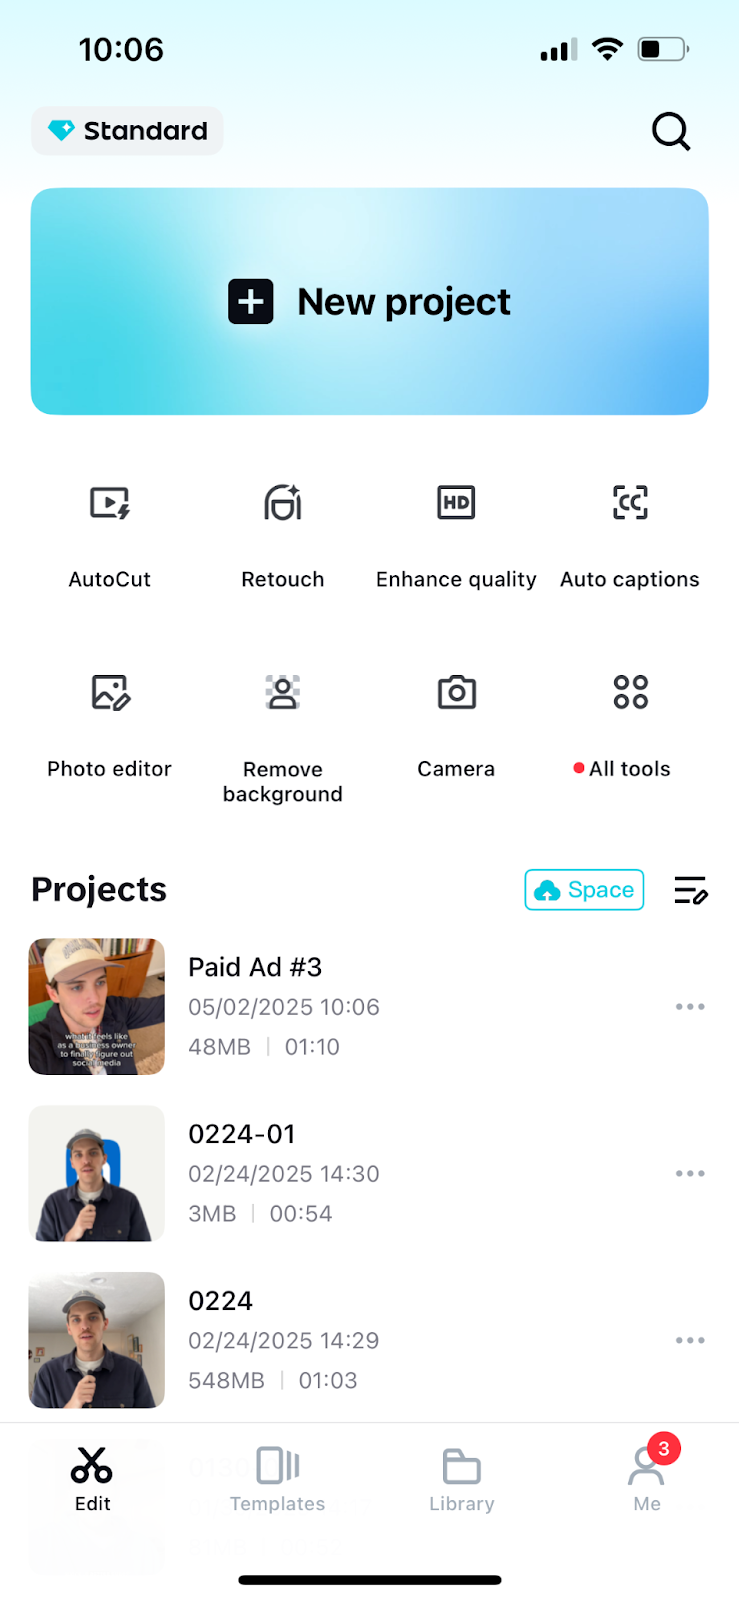 10:06
Standard
New project
AutoCut
Retouch
HD
Enhance quality
CC
Auto captions
Photo editor
Remove
background
Camera
All tools
Projects
Space
Paid Ad #3
05/02/2025 10:06
48MB | 01:10
what it feels like
as a business owner
to finally figure out
social media
0224-01
02/24/2025 14:30
3MB | 00:54
0224
02/24/2025 14:29
548MB | 01:03
Edit
Templates
Library
3
Me